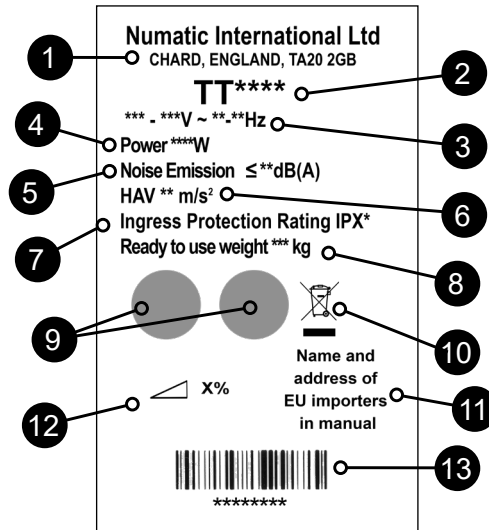 Numatic International Ltd
CHARD, ENGLAND, TA20 2GB
TT****
*** - ***V ~ **-**Hz
Power ****W
Noise Emission ≤**dB(A)
HAV ** m/s²
Ingress Protection Rating IPX*
Ready to use weight *** kg
X%
Name and
address of
EU importers
in manual
********
1
2
3
4
5
6
7
8
9
10
11
12
13